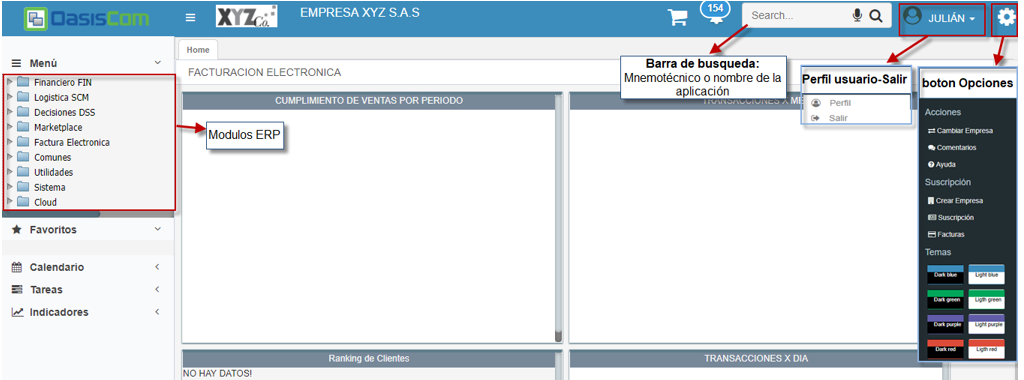 OasisCom
XYZ Co.
EMPRESA XYZ S.A.S
154
Search...
JULIÁN
Menú
Financiero FIN
Logistica SCM
Decisiones DSS
Marketplace
Factura Electronica
Comunes
Utilidades
Sistema
Cloud
Favoritos
Calendario
Tareas
Indicadores
Home
FACTURACION ELECTRONICA
CUMPLIMENTO DE VENTAS POR PERIODO
TRANSACCIONES X ME
Modulos ERP
Barra de busqueda:
Mnemotécnico o nombre de la
aplicación
Perfil usuario-Salir
Perfil
Salir
boton Opciones
Acciones
Cambiar Empresa
Comentarios
Ayuda
Suscripción
Crear Empresa
Suscripción
Facturas
Temas
Dark blue
Light blue
Dark green
Ligth green
Dark purple
Light purple
Dark red
Ligth red
Ranking de Clientes
NO HAY DATOS!
TRANSACCIONES X DIA